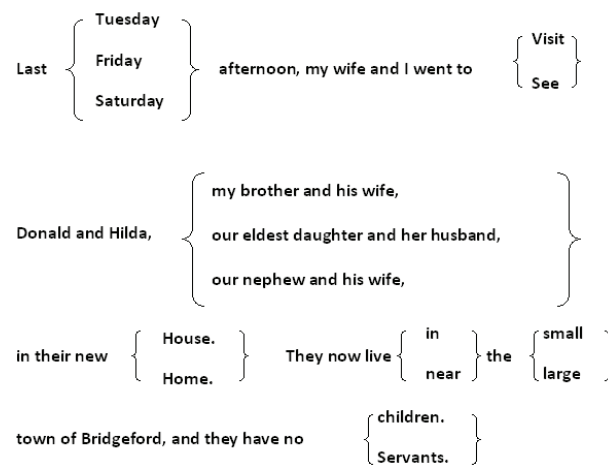 Tuesday
Visit
Friday
Last afternoon, my wife and I went to
See
Saturday
my brother and his wife,
Donald and Hilda, our eldest daughter and her husband,
our nephew and his wife,
House. in small
in their new They now live the
Home. near large
children.
town of Bridgeford, and they have no
Servants.